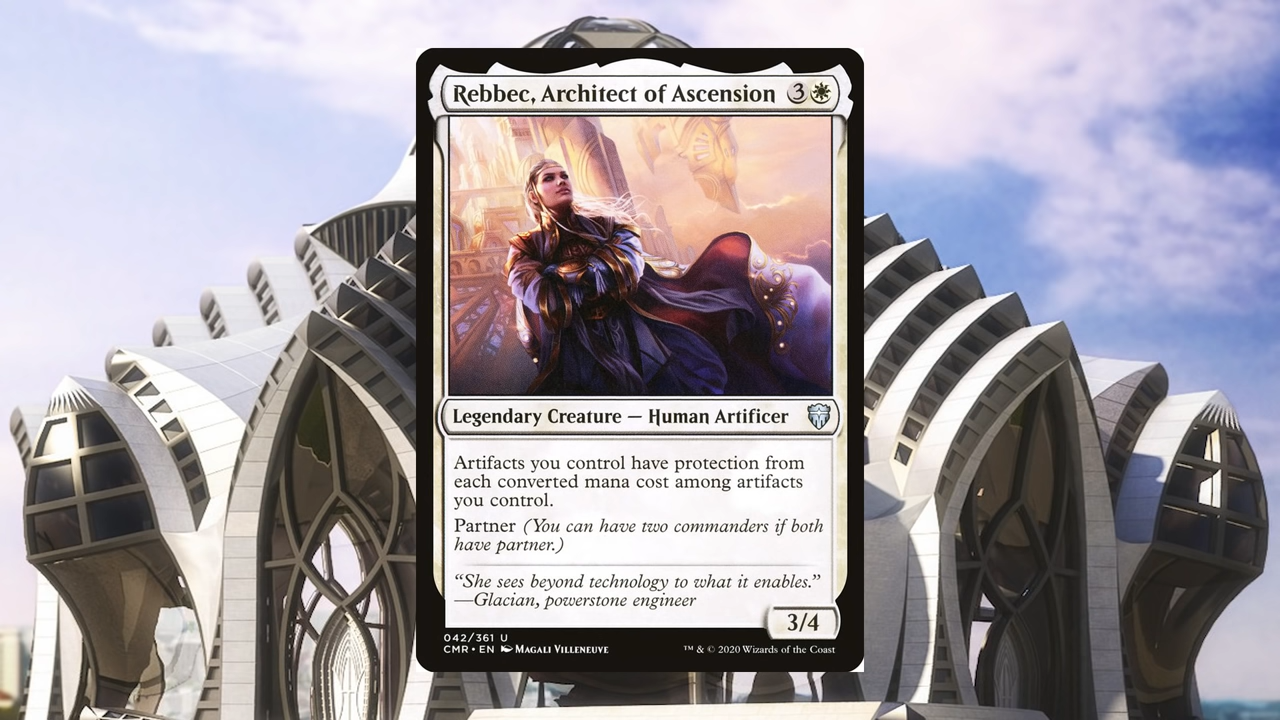 Rebbec, Architect of Ascension 3
Legendary Creature — Human Artificer
Artifacts you control have protection from
each converted mana cost among artifacts
you control.
Partner (You can have two commanders if both
have partner.)
“She sees beyond technology to what it enables.”
—Glacian, powerstone engineer
3/4
042/361 U
CMR • EN Magali Villeneuve
™ & © 2020 Wizards of the Coast